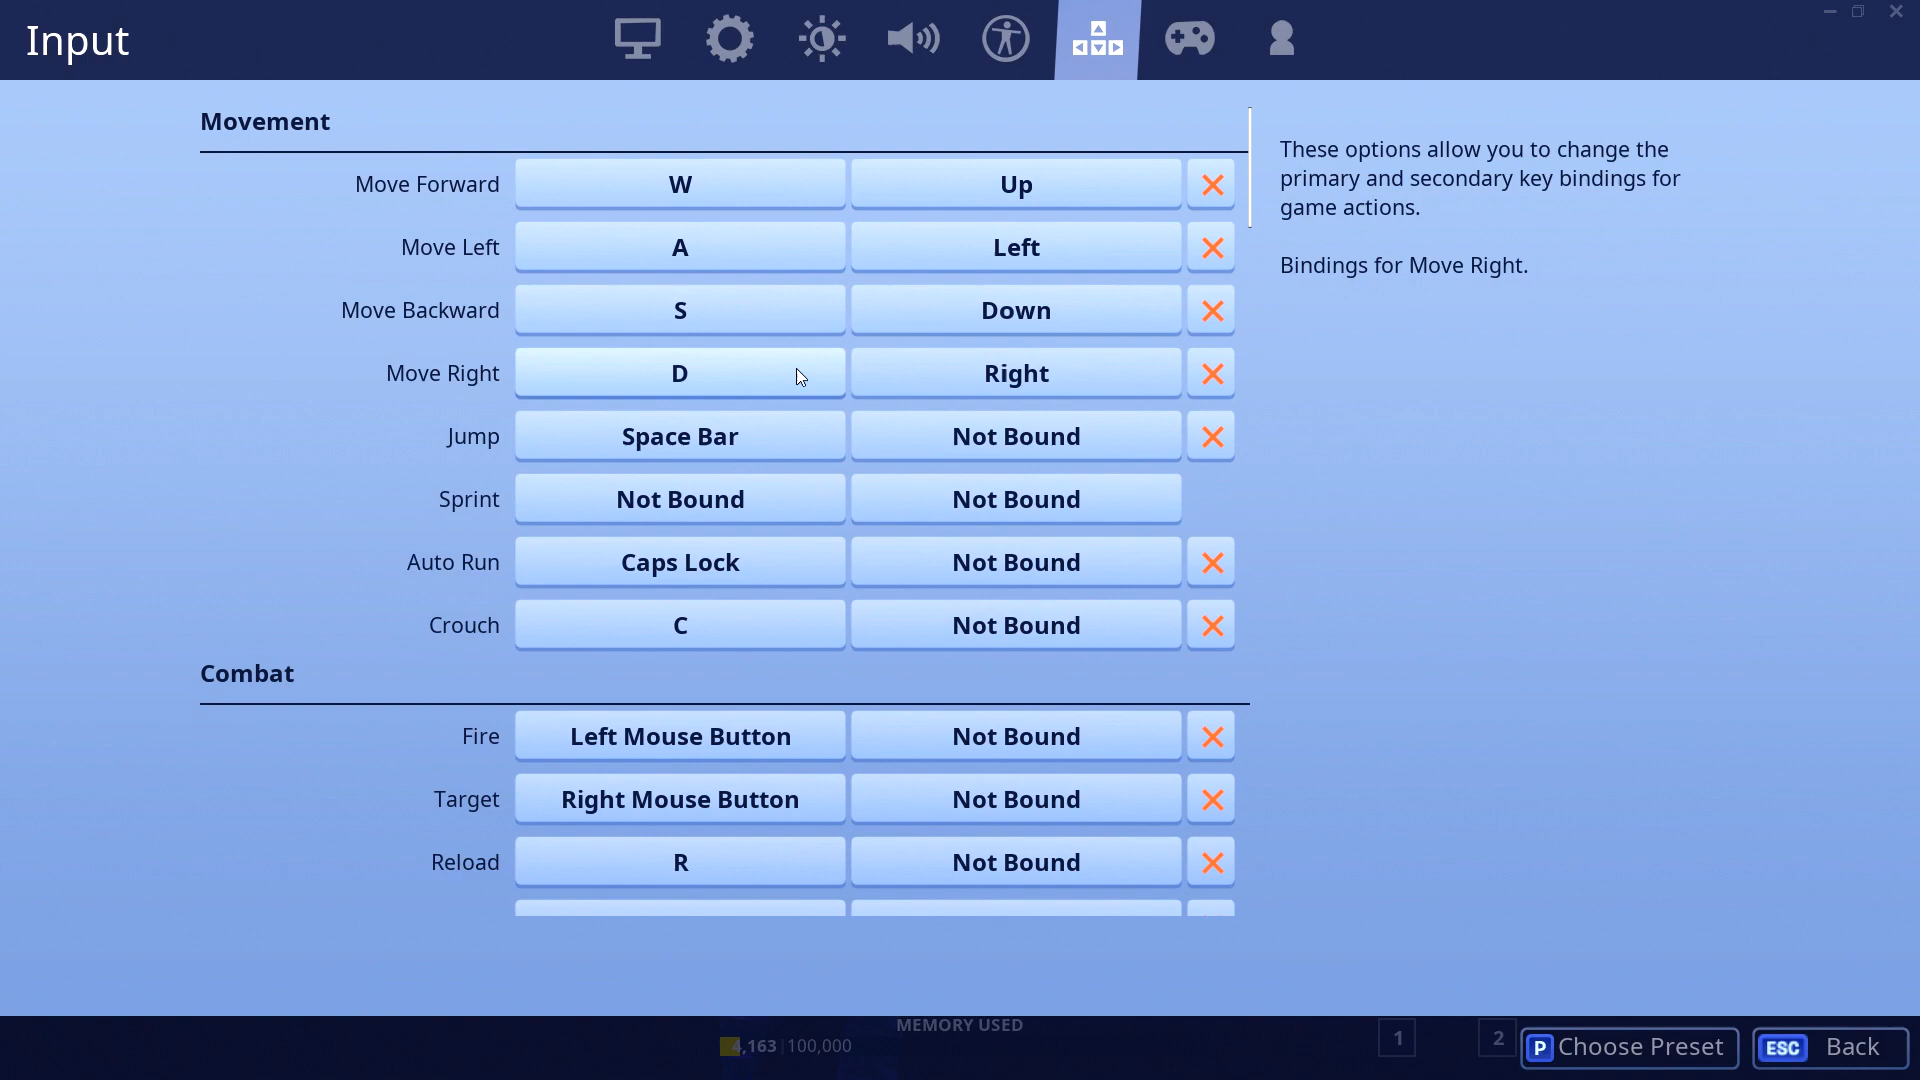 Input
Movement
Move Forward W Up
Move Left A Left
Move Backward S Down
Move Right D Right
Jump Space Bar Not Bound
Sprint Not Bound Not Bound
Auto Run Caps Lock Not Bound
Crouch C Not Bound
Combat
Fire Left Mouse Button Not Bound
Target Right Mouse Button Not Bound
Reload R Not Bound
These options allow you to change the
primary and secondary key bindings for
game actions.
Bindings for Move Right.
MEMORY USED
4,163 | 100,000
1 2
P Choose Preset
ESC Back